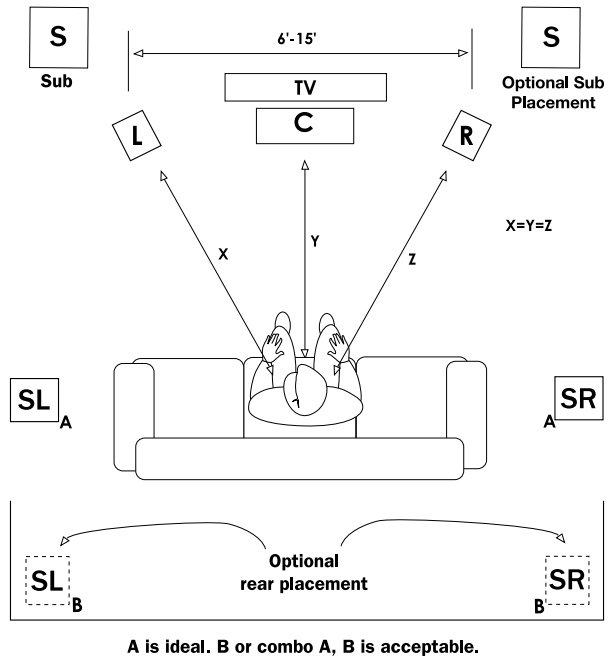 S
Sub
6'-15'
S
Optional Sub
Placement
TV
C
L
R
X
Y
Z
X=Y=Z
SL
A
SR
A
Optional
rear placement
SL
B
SR
B
A is ideal. B or combo A, B is acceptable.